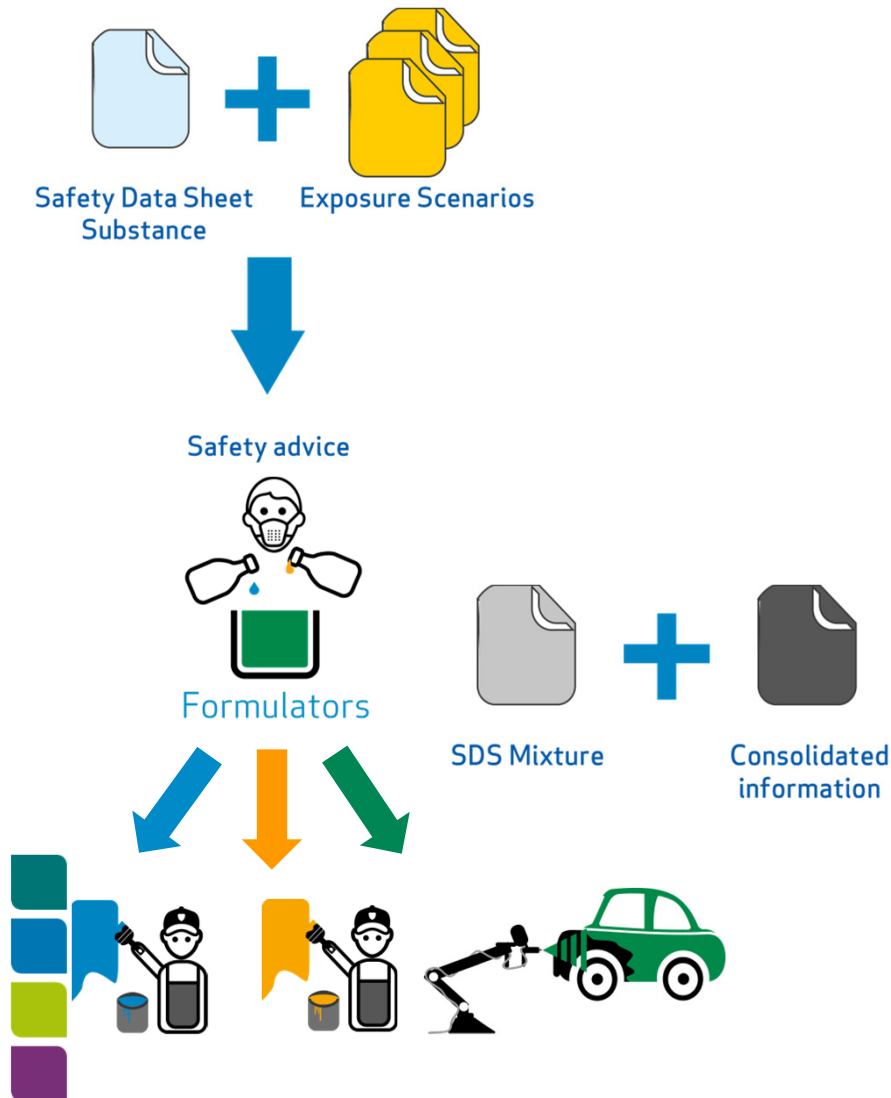 Safety Data Sheet
Substance
Exposure Scenarios
Safety advice
Formulators
SDS Mixture
Consolidated
information